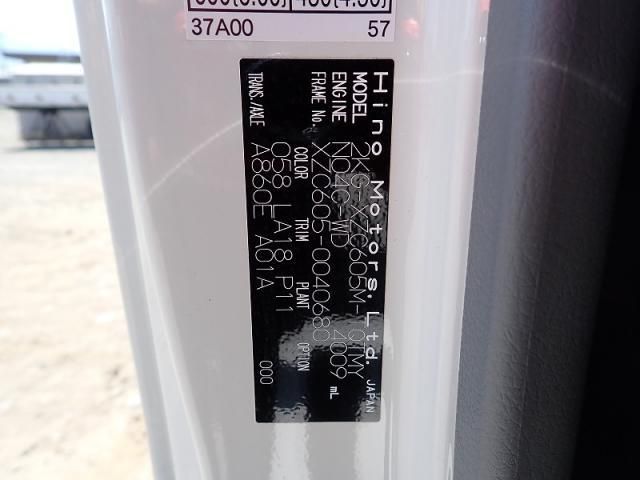 37A00 57
Hino Motors, Ltd. JAPAN
MODEL 2KG-XZC605M-QTMY
ENGINE N04C-WD 4009 mL
FRAME No. XZC605-0040680
COLOR TRIM PLANT OPTION
058 LA18 P11
TRANS./AXLE A860E A01A 000